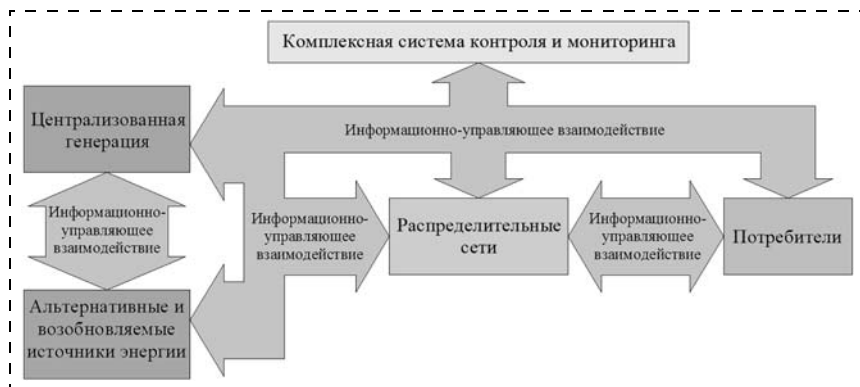 Комплексная система контроля и мониторинга
Централизованная
генерация
Информационно-управляющее взаимодействие
Информационно-
управляющее
взаимодействие
Информационно-
управляющее
взаимодействие
Распределительные
сети
Информационно-
управляющее
взаимодействие
Потребители
Альтернативные и
возобновляемые
источники энергии